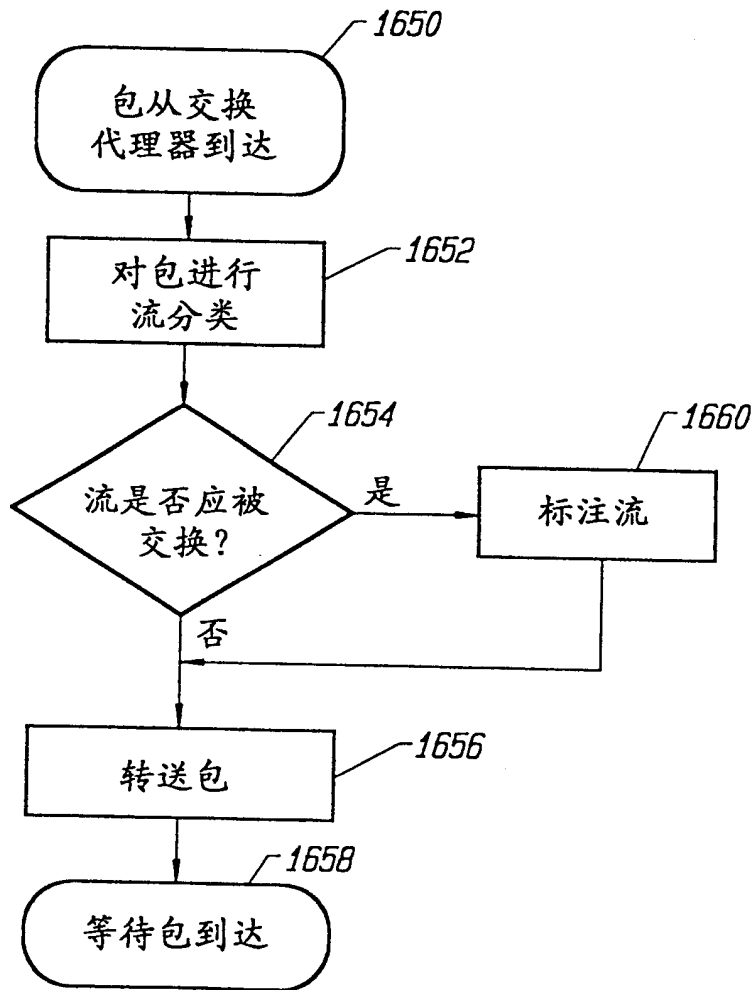 1650
包从交换
代理器到达
1652
对包进行
流分类
1654
流是否应被
交换?
是
1660
标注流
否
1656
转送包
1658
等待包到达